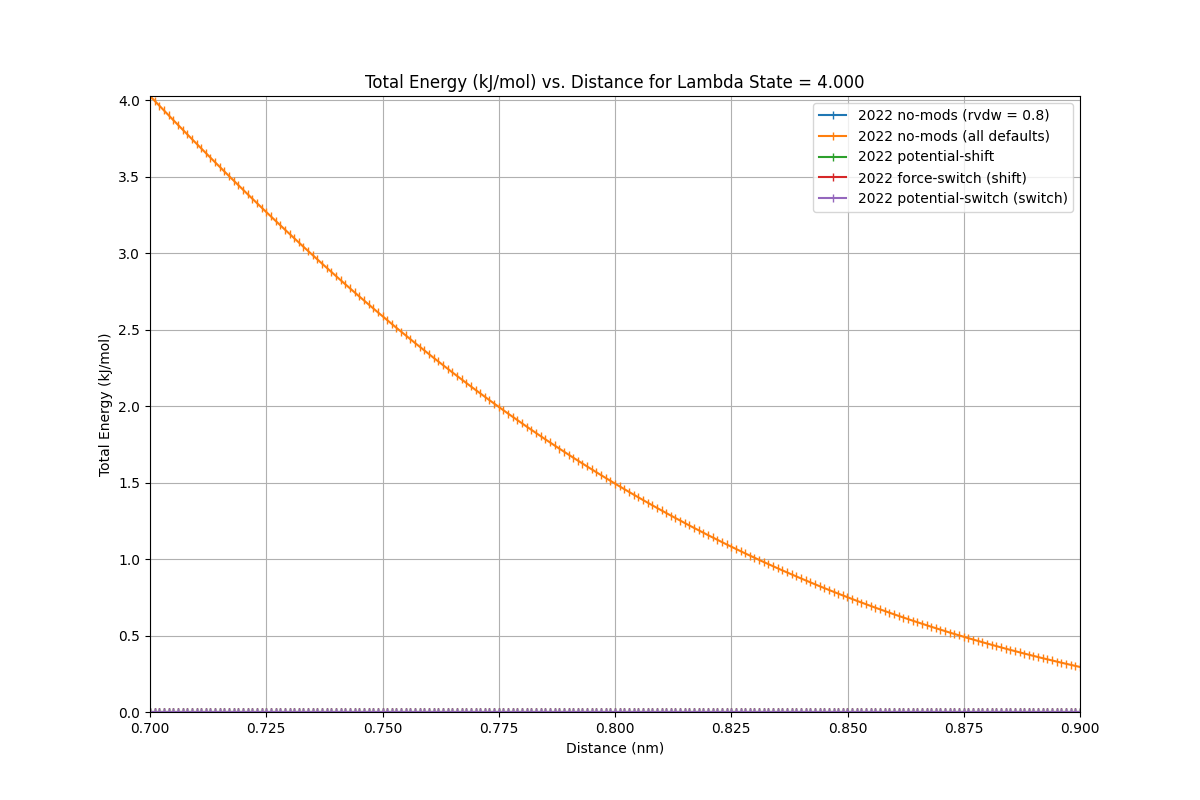 Total Energy (kJ/mol) vs. Distance for Lambda State = 4.000
2022 no-mods (rvdw = 0.8)
2022 no-mods (all defaults)
2022 potential-shift
2022 force-switch (shift)
2022 potential-switch (switch)
Total Energy (kJ/mol)
4.0
3.5
3.0
2.5
2.0
1.5
1.0
0.5
0.0
0.700 0.725 0.750 0.775 0.800 0.825 0.850 0.875 0.900
Distance (nm)